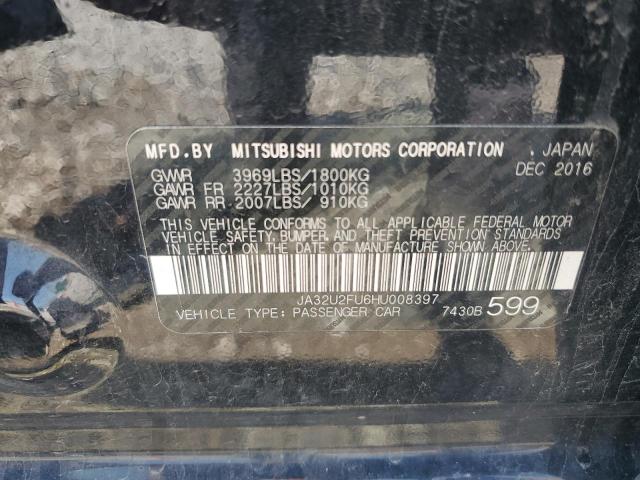 MFD.BY MITSUBISHI MOTORS CORPORATION . JAPAN
GVWR 3969LBS/1800KG DEC 2016
GAWR FR 2227LBS/1010KG
GAWR RR 2007LBS/ 910KG
THIS VEHICLE CONFORMS TO ALL APPLICABLE FEDERAL MOTOR
VEHICLE SAFETY, BUMPER, AND THEFT PREVENTION STANDARDS
IN EFFECT ON THE DATE OF MANUFACTURE SHOWN ABOVE.
JA32U2FU6HU008397
VEHICLE TYPE: PASSENGER CAR 7430B 599